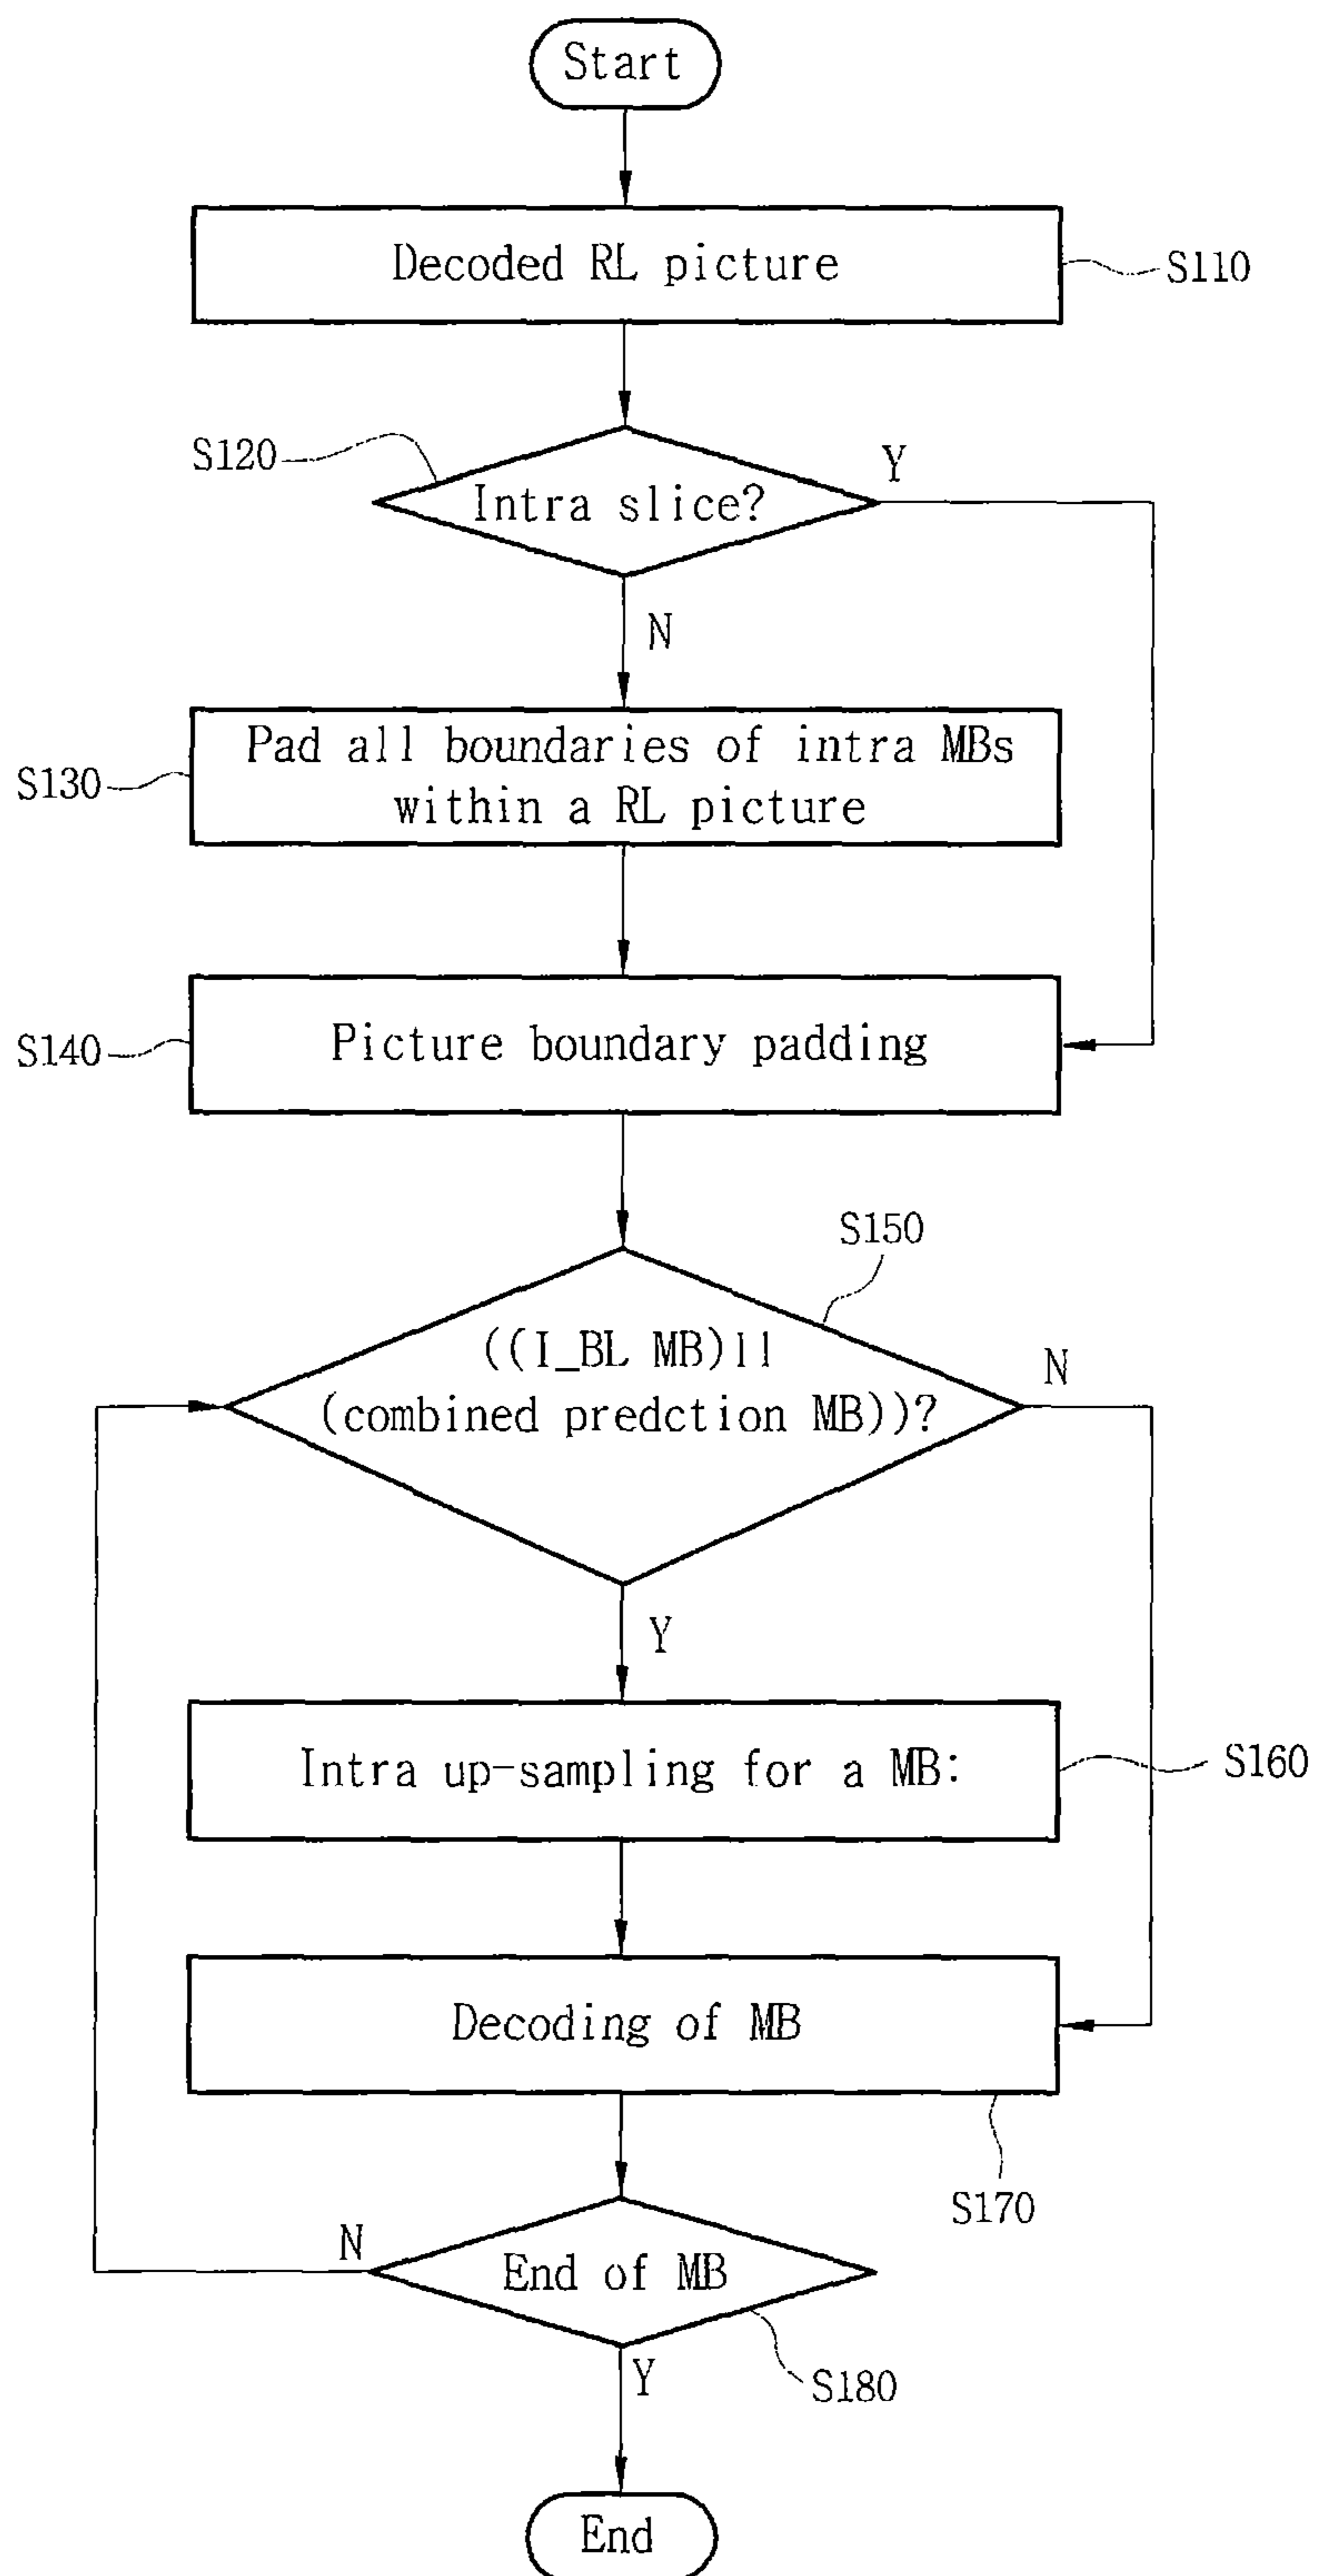 Start
Decoded RL picture
S110
S120
Intra slice?
Y
N
S130
Pad all boundaries of intra MBs
within a RL picture
S140
Picture boundary padding
S150
((I_BL MB)||
(combined predction MB))?
N
Y
Intra up-sampling for a MB:
S160
Decoding of MB
S170
N
End of MB
Y
S180
End